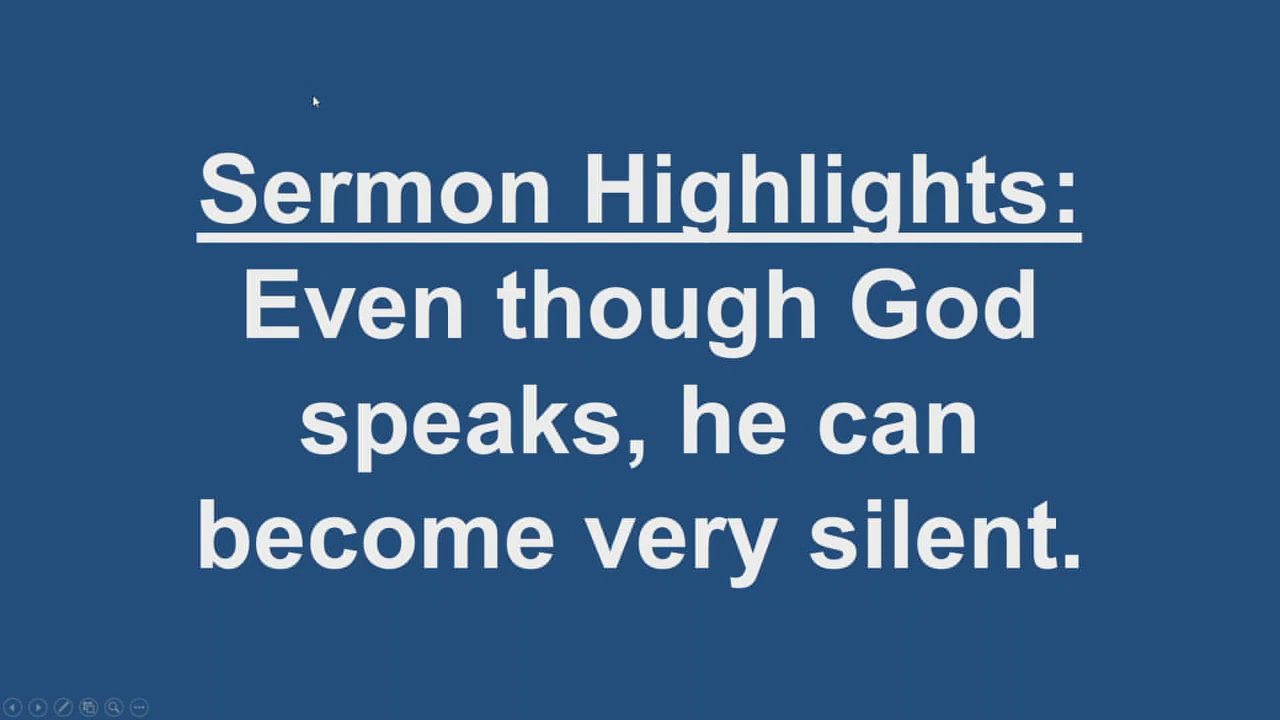 Sermon Highlights:
Even though God
speaks, he can
become very silent.